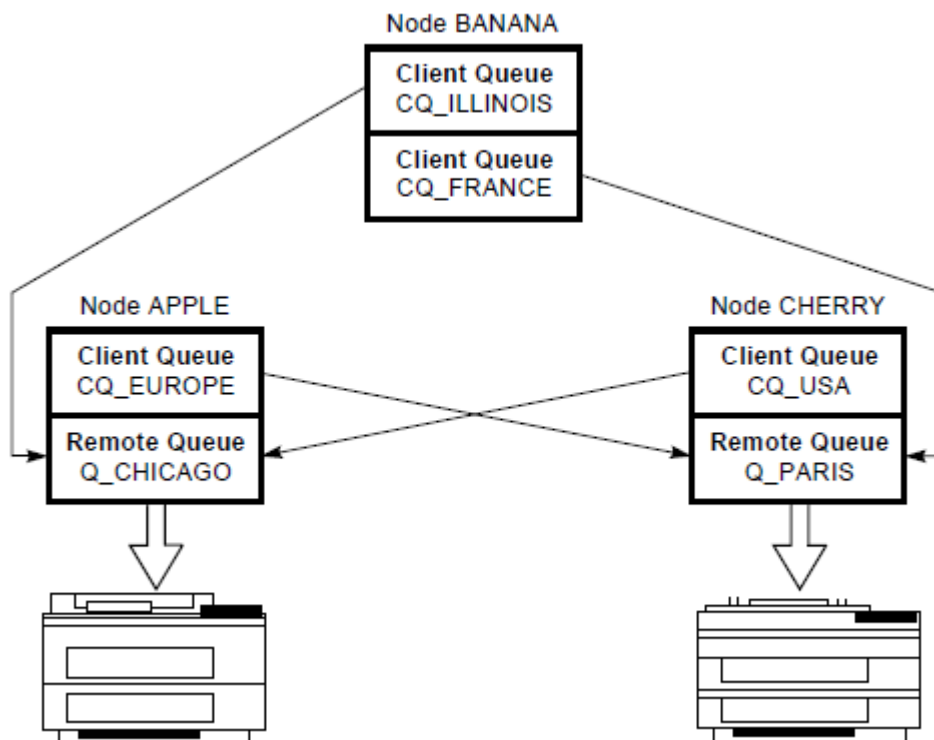 Node BANANA
Client Queue
CQ_ILLINOIS
Client Queue
CQ_FRANCE
Node APPLE
Client Queue
CQ_EUROPE
Remote Queue
Q_CHICAGO
Node CHERRY
Client Queue
CQ_USA
Remote Queue
Q_PARIS